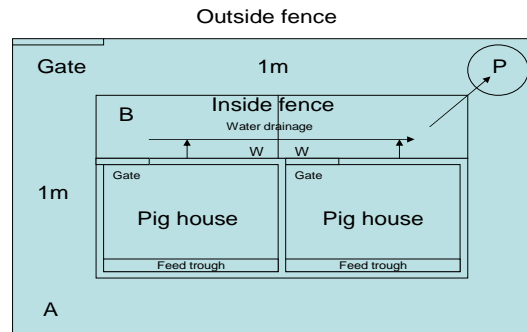 Outside fence
Gate 1m P
B Inside fence
Water drainage
W W
Gate Gate
1m
Pig house Pig house
Feed trough Feed trough
A